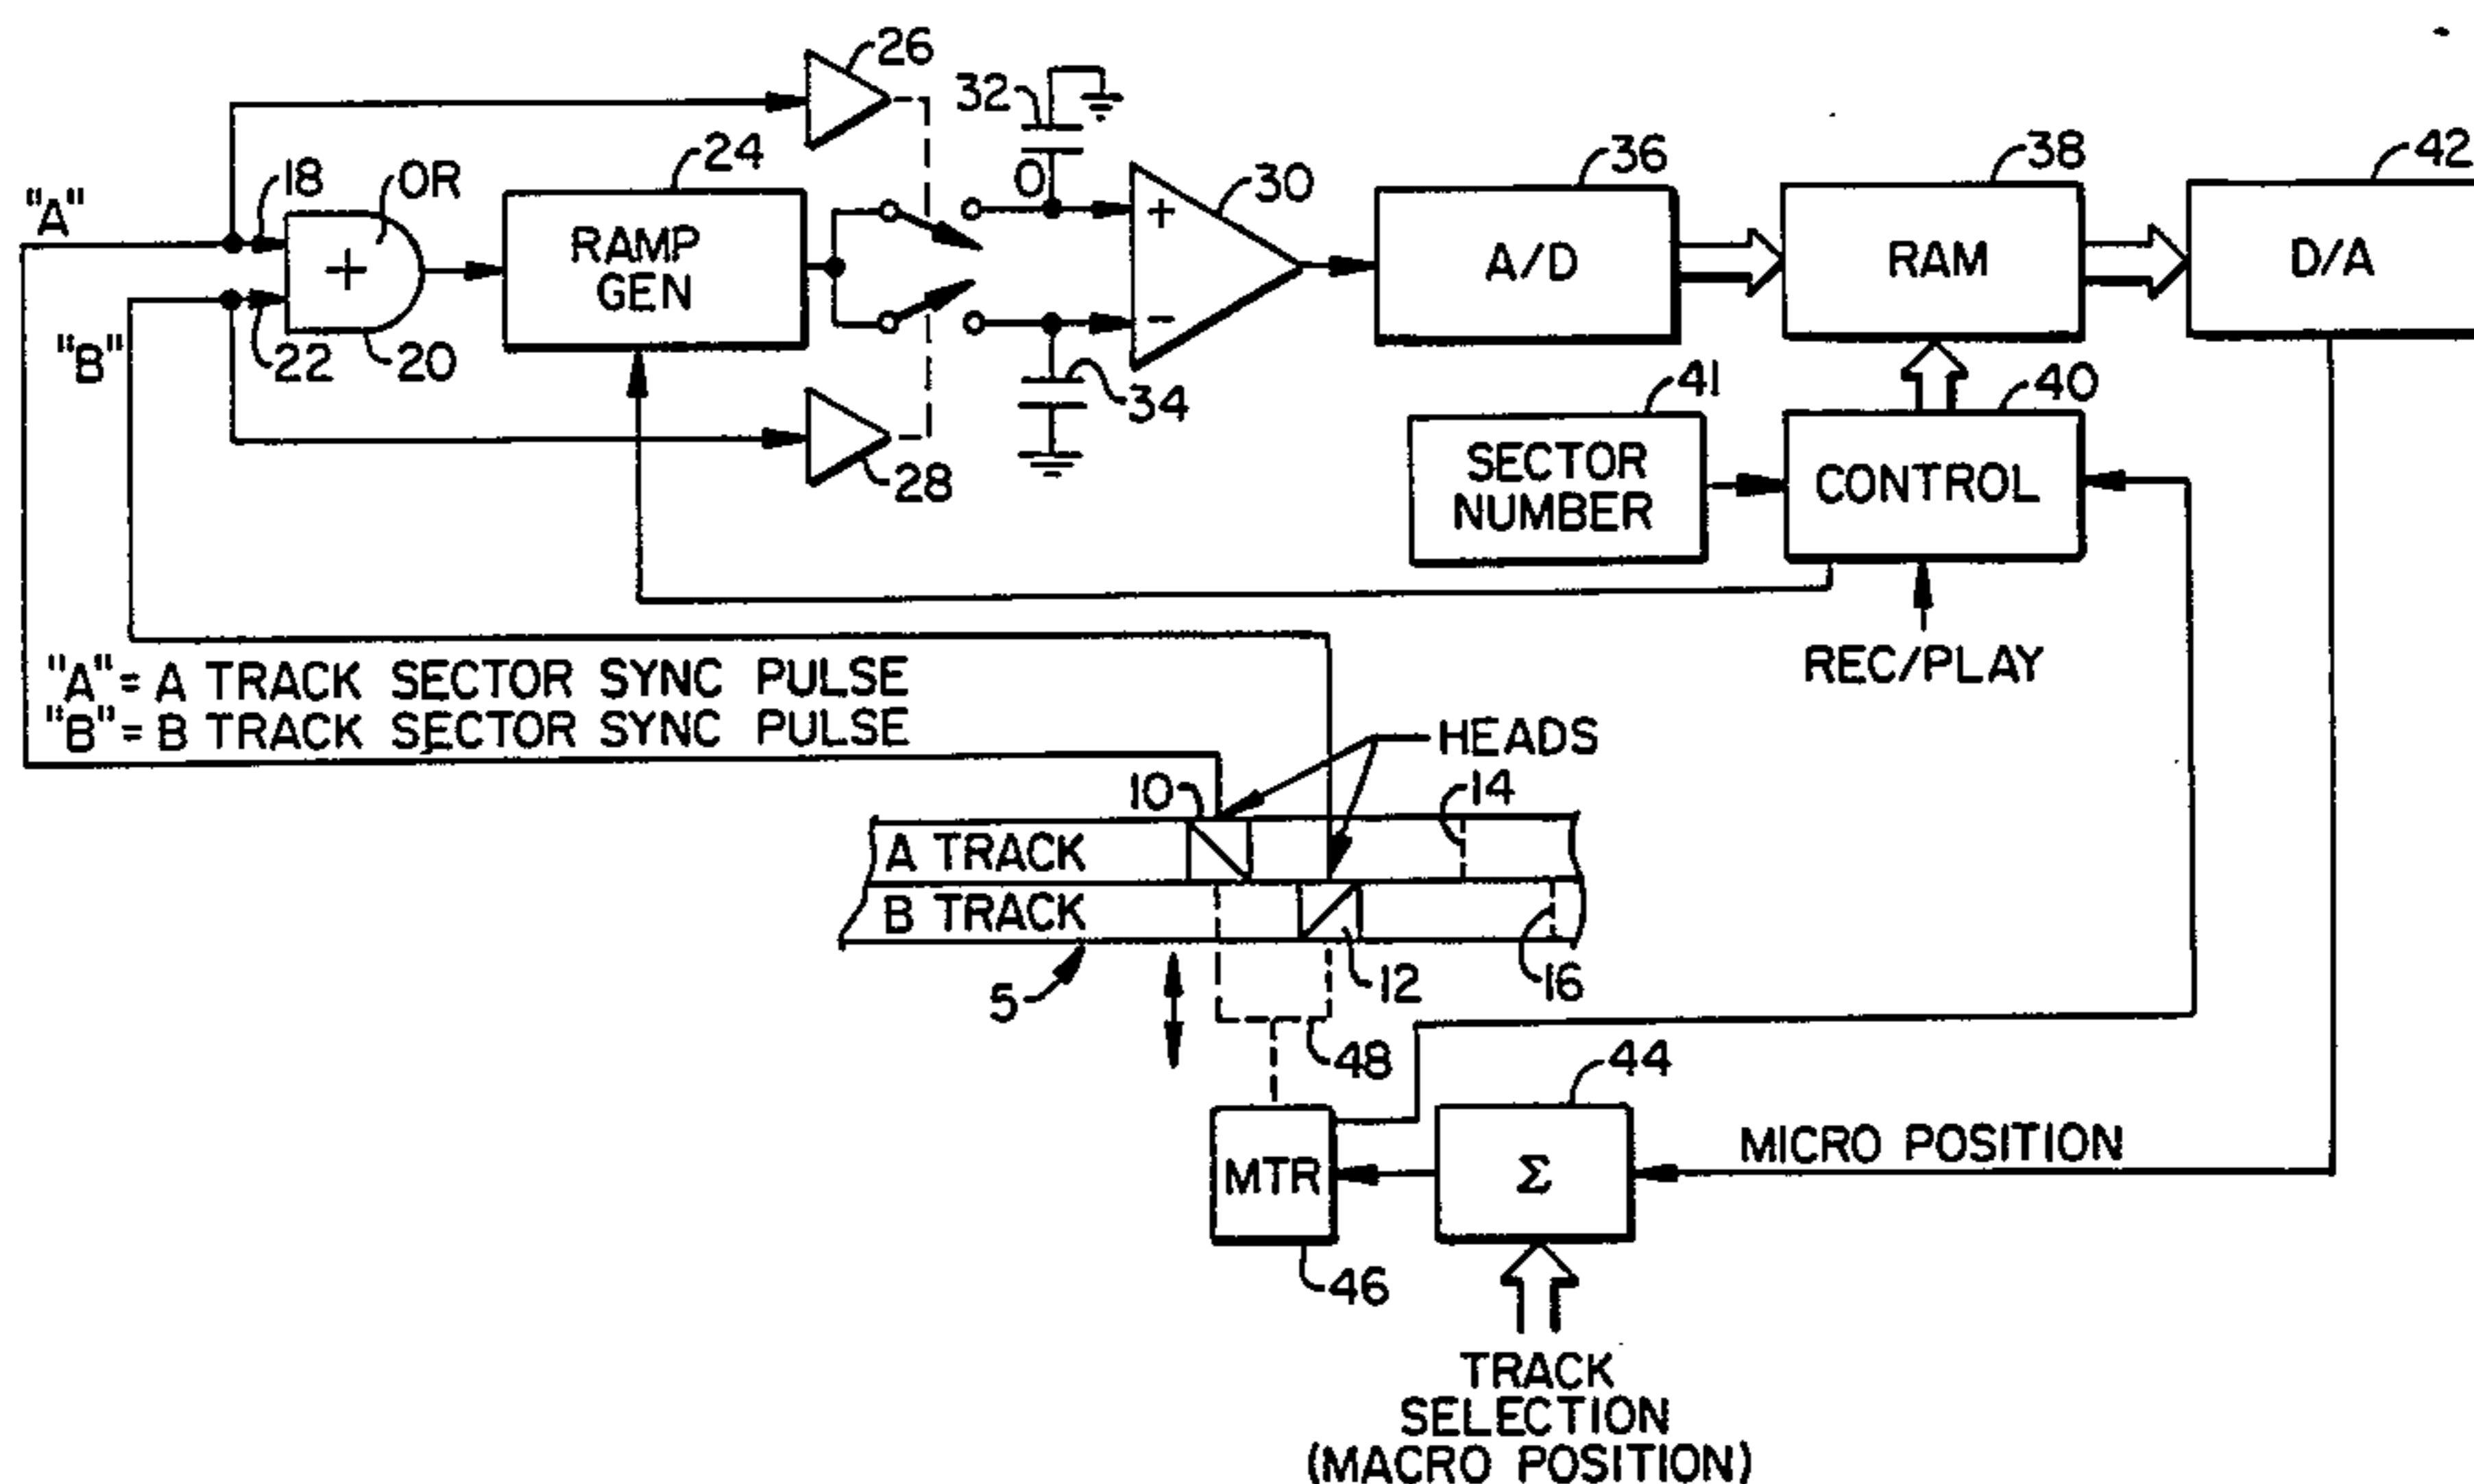 26
32
24
36
38
42
"A"
18
OR
O
30
+
+
RAMP
GEN
A/D
RAM
D/A
"B"
22
20
-
34
41
40
28
SECTOR
NUMBER
CONTROL
REC/PLAY
"A" = A TRACK SECTOR SYNC PULSE
"B" = B TRACK SECTOR SYNC PULSE
HEADS
10
14
A TRACK
B TRACK
5
12
16
48
44
MTR
Σ
MICRO POSITION
46
TRACK
SELECTION
(MACRO POSITION)